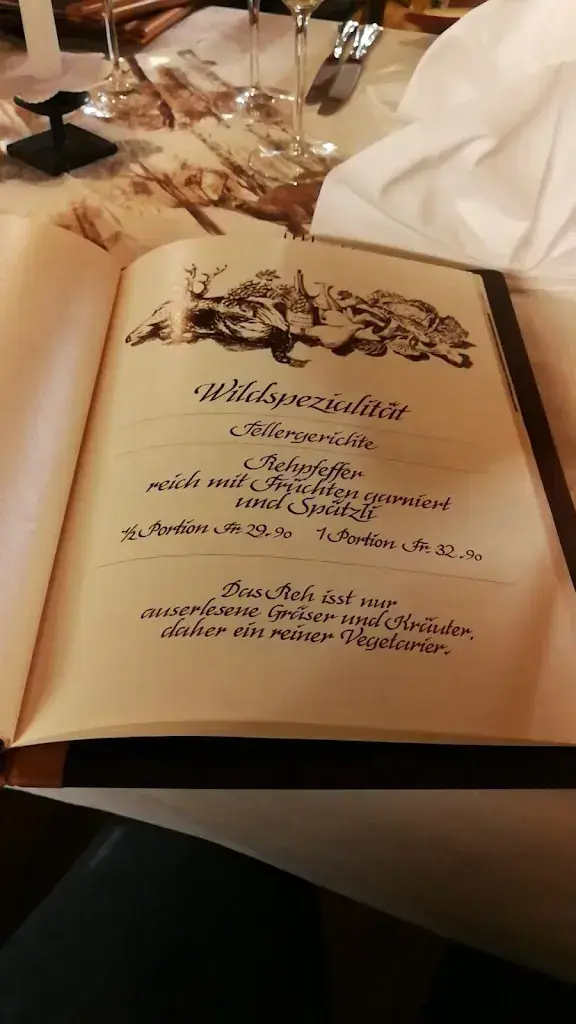 Wildspezialität
Tellergerichte
Rehpfeffer
reich mit Früchten garniert
und Spätzli
1/2 Portion Fr. 29.90 1 Portion Fr. 32.90
Das Reh isst nur
auserlesene Gräser und Kräuter,
daher ein reiner Vegetarier.